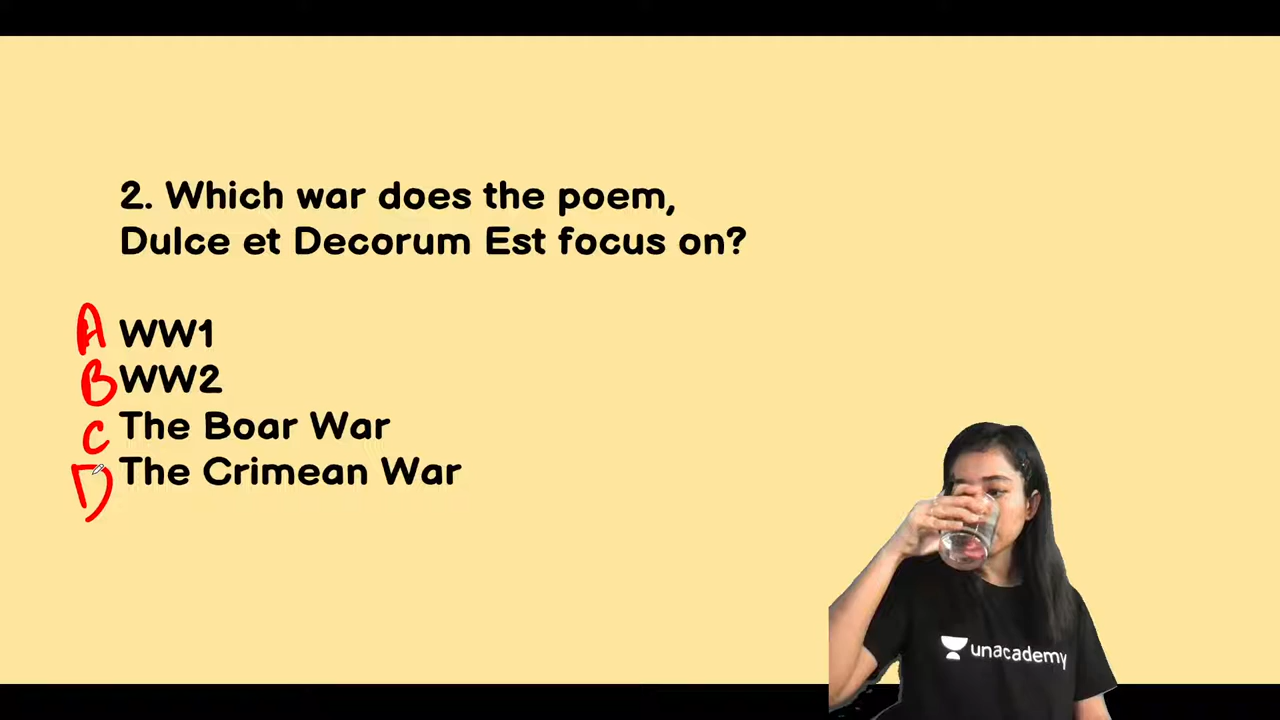 2. Which war does the poem,
Dulce et Decorum Est focus on?
A WW1
B WW2
C The Boar War
D The Crimean War
unacademy